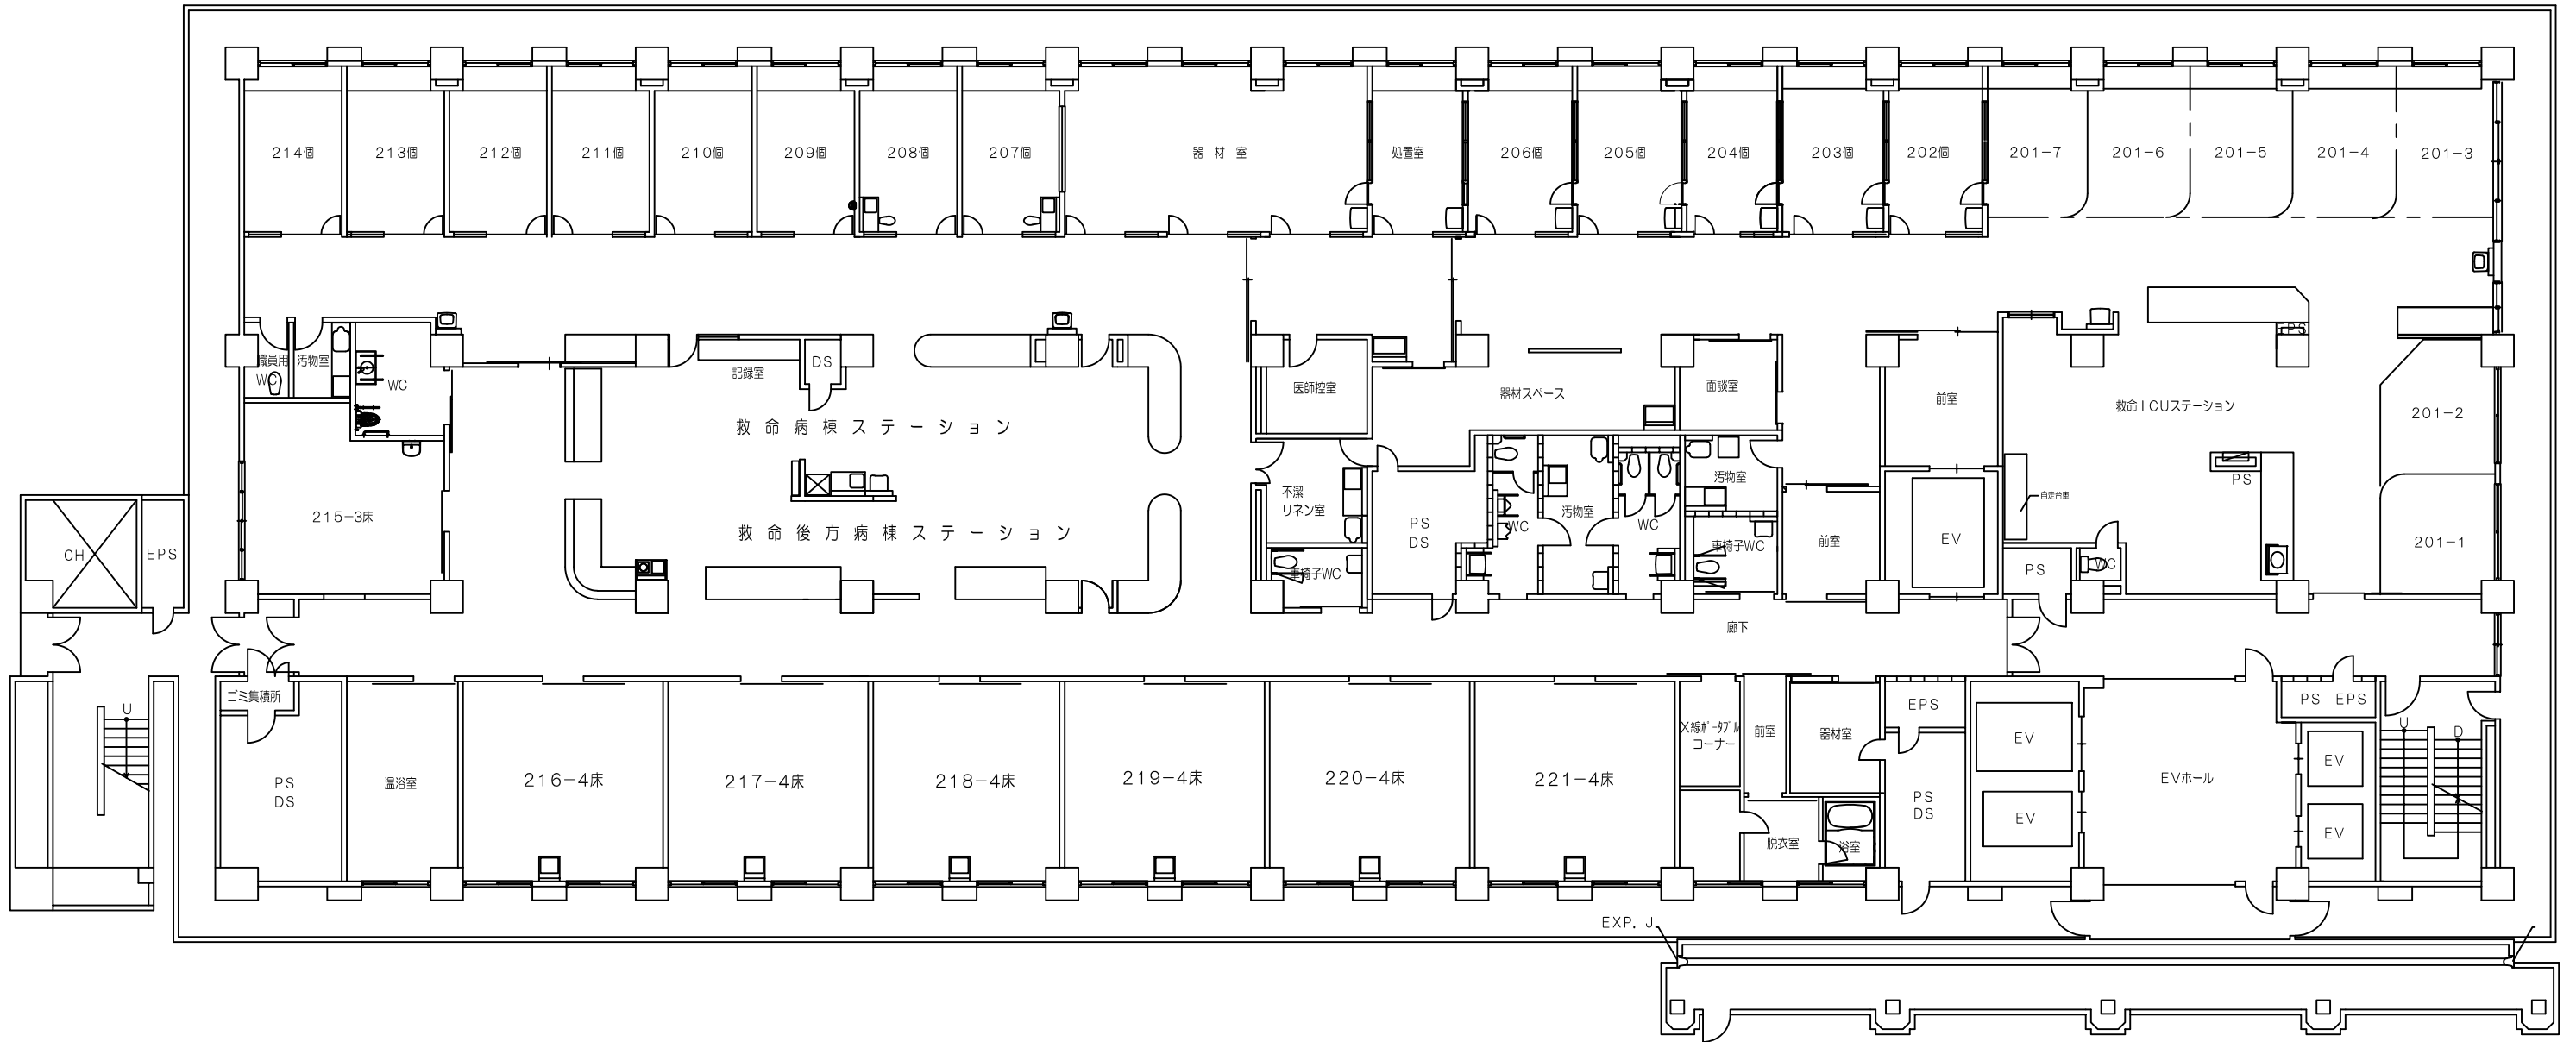 214個
213個
212個
211個
210個
209個
208個
207個
器 材 室
処置室
206個
205個
204個
203個
202個
201-7
201-6
201-5
201-4
201-3
PS
職員用
WC
汚物室
WC
記録室
DS
医師控室
器材スペース
面談室
前室
救命ICUステーション
201-2
救命病棟ステーション
215-3床
救命後方病棟ステーション
不潔
リネン室
PS
DS
WC
汚物室
WC
汚物室
車椅子WC
車椅子WC
前室
EV
自走台車
PS
201-1
PS
WC
CH
EPS
廊下
ゴミ集積所
U
PS
DS
温浴室
216-4床
217-4床
218-4床
219-4床
220-4床
221-4床
X線ポータブル
コーナー
前室
器材室
EPS
PS
DS
脱衣室
浴室
EV
EV
EVホール
PS EPS
EV
EV
U
D
EXP. J